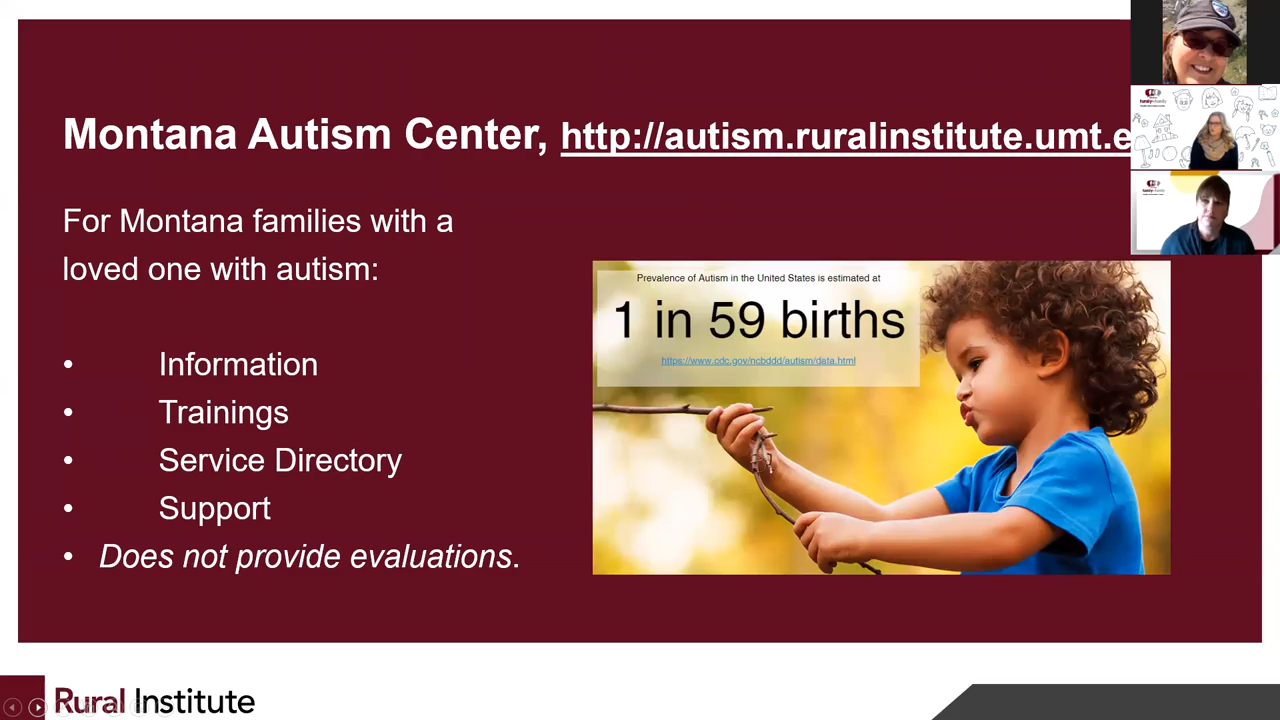 Montana Autism Center, http://autism.ruralinstitute.umt.e
For Montana families with a
loved one with autism:
• Information
• Trainings
• Service Directory
• Support
• Does not provide evaluations.
Prevalence of Autism in the United States is estimated at
1 in 59 births
https://www.cdc.gov/ncbddd/autism/data.html
Rural Institute